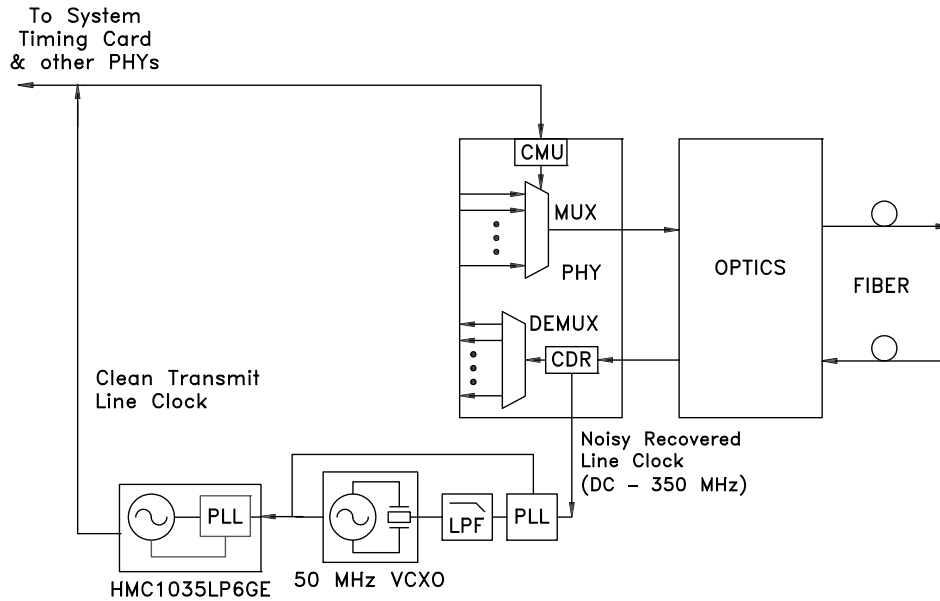 To System
Timing Card
& other PHYs
CMU
MUX
PHY
OPTICS
FIBER
DEMUX
CDR
Clean Transmit
Line Clock
Noisy Recovered
Line Clock
(DC - 350 MHz)
PLL
LPF
PLL
HMC1035LP6GE
50 MHz VCXO